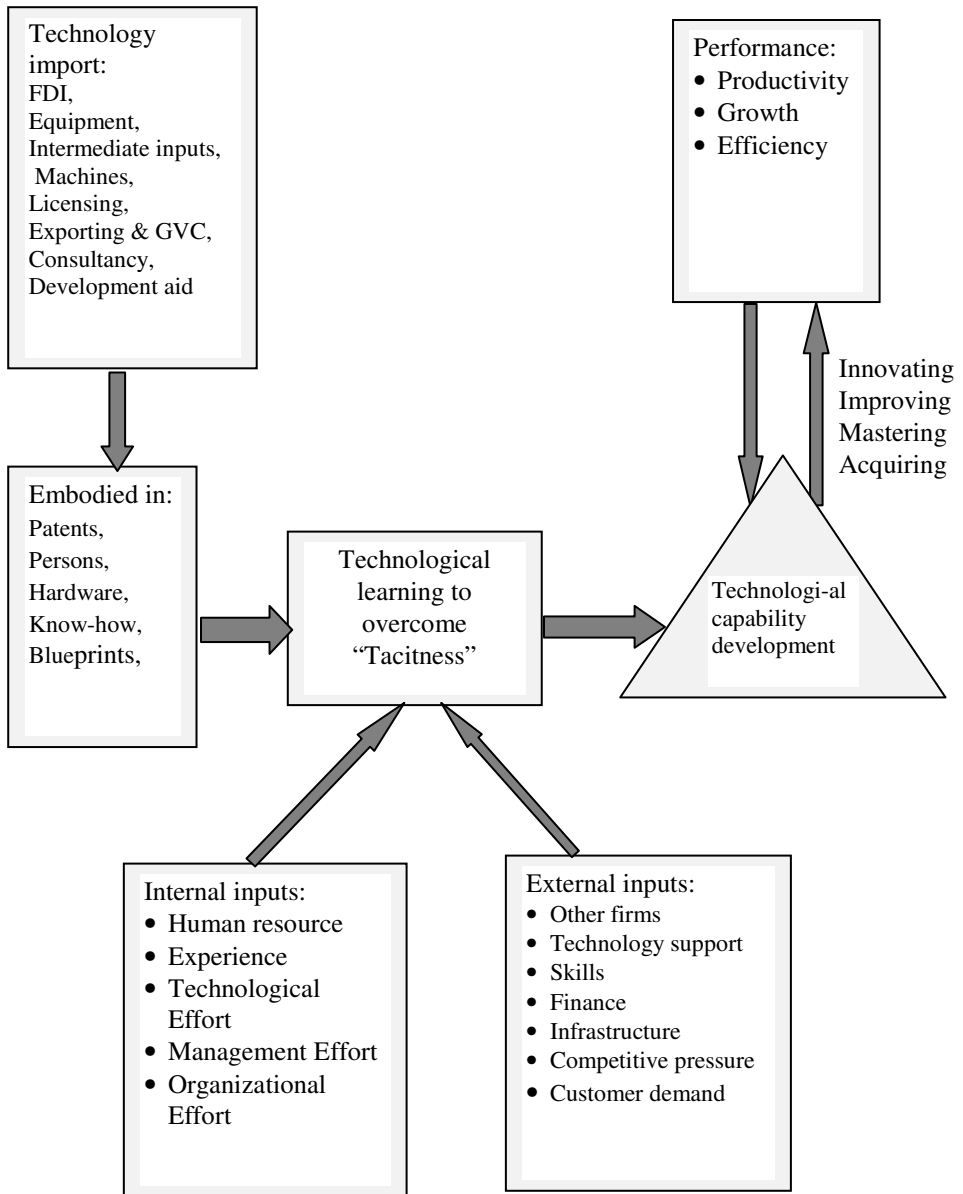 Technology
import:
FDI,
Equipment,
Intermediate inputs,
Machines,
Licensing,
Exporting & GVC,
Consultancy,
Development aid
Performance:
• Productivity
• Growth
• Efficiency
Innovating
Improving
Mastering
Acquiring
Embodied in:
Patents,
Persons,
Hardware,
Know-how,
Blueprints,
Technological
learning to
overcome
“Tacitness”
Technologi-al
capability
development
Internal inputs:
• Human resource
• Experience
• Technological
Effort
• Management Effort
• Organizational
Effort
External inputs:
• Other firms
• Technology support
• Skills
• Finance
• Infrastructure
• Competitive pressure
• Customer demand